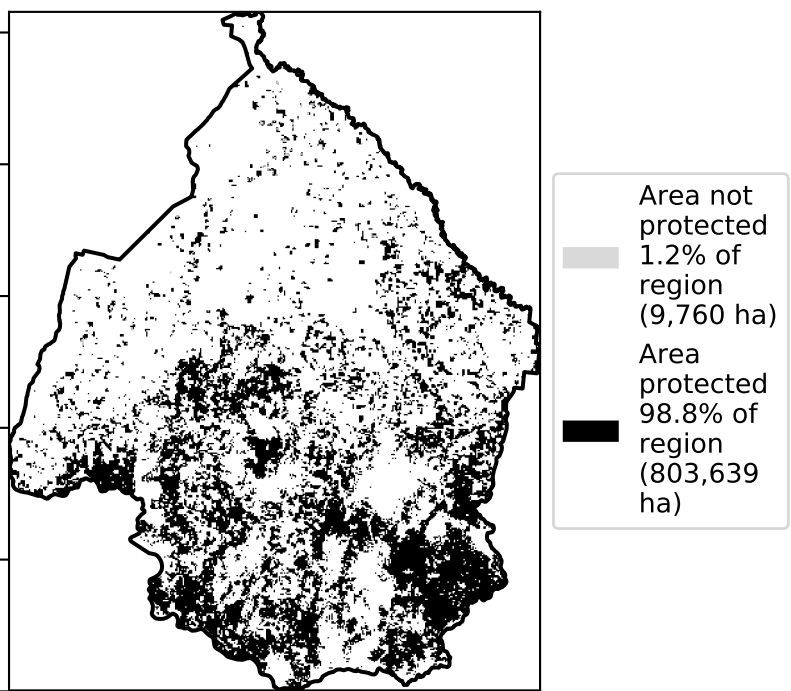 Area not
protected
1.2% of
region
(9,760 ha)
Area
protected
98.8% of
region
(803,639
ha)